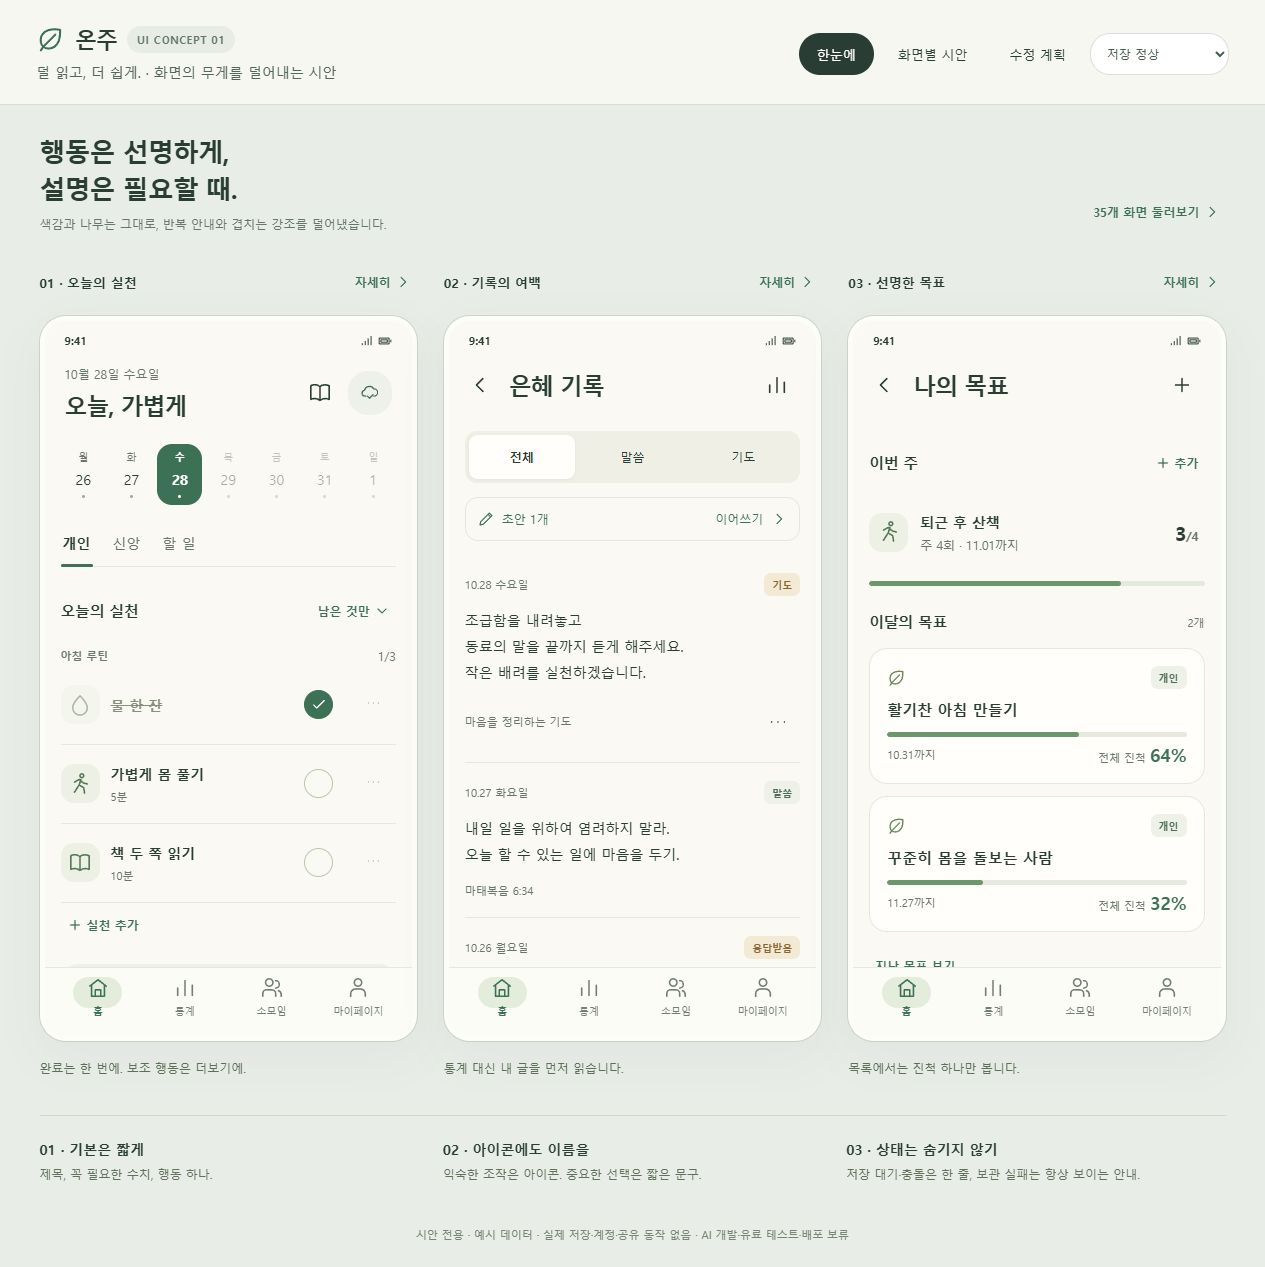 온주
UI CONCEPT 01
덜 읽고, 더 쉽게. · 화면의 무게를 덜어내는 시안
한눈에
화면별 시안
수정 계획
저장 정상
행동은 선명하게,
설명은 필요할 때.
색감과 나무는 그대로, 반복 안내와 겹치는 강조를 덜어냈습니다.
35개 화면 둘러보기
01 · 오늘의 실천
자세히
9:41
10월 28일 수요일
오늘, 가볍게
월 화 수 목 금 토 일
26 27 28 29 30 31 1
개인 신앙 할 일
오늘의 실천
남은 것만
아침 루틴
1/3
물 한 잔
가볍게 몸 풀기
5분
책 두 쪽 읽기
10분
+ 실천 추가
홈 통계 소모임 마이페이지
완료는 한 번에. 보조 행동은 더보기에.
02 · 기록의 여백
자세히
9:41
은혜 기록
전체 말씀 기도
초안 1개
이어쓰기
10.28 수요일
기도
조급함을 내려놓고
동료의 말을 끝까지 듣게 해주세요.
작은 배려를 실천하겠습니다.
마음을 정리하는 기도
10.27 화요일
말씀
내일 일을 위하여 염려하지 말라.
오늘 할 수 있는 일에 마음을 두기.
마태복음 6:34
10.26 월요일
응답받음
홈 통계 소모임 마이페이지
통계 대신 내 글을 먼저 읽습니다.
03 · 선명한 목표
자세히
9:41
나의 목표
이번 주
+ 추가
퇴근 후 산책
주 4회 · 11.01까지
3/4
이달의 목표
2개
개인
활기찬 아침 만들기
10.31까지
전체 진척 64%
개인
꾸준히 몸을 돌보는 사람
11.27까지
전체 진척 32%
지난 목표 보기
홈 통계 소모임 마이페이지
목록에서는 진척 하나만 봅니다.
01 · 기본은 짧게
제목, 꼭 필요한 수치, 행동 하나.
02 · 아이콘에도 이름을
익숙한 조작은 아이콘. 중요한 선택은 짧은 문구.
03 · 상태는 숨기지 않기
저장 대기·충돌은 한 줄, 보관 실패는 항상 보이는 안내.
시안 전용 · 예시 데이터 · 실제 저장·계정·공유 동작 없음 · AI 개발·유료 테스트·배포 보류